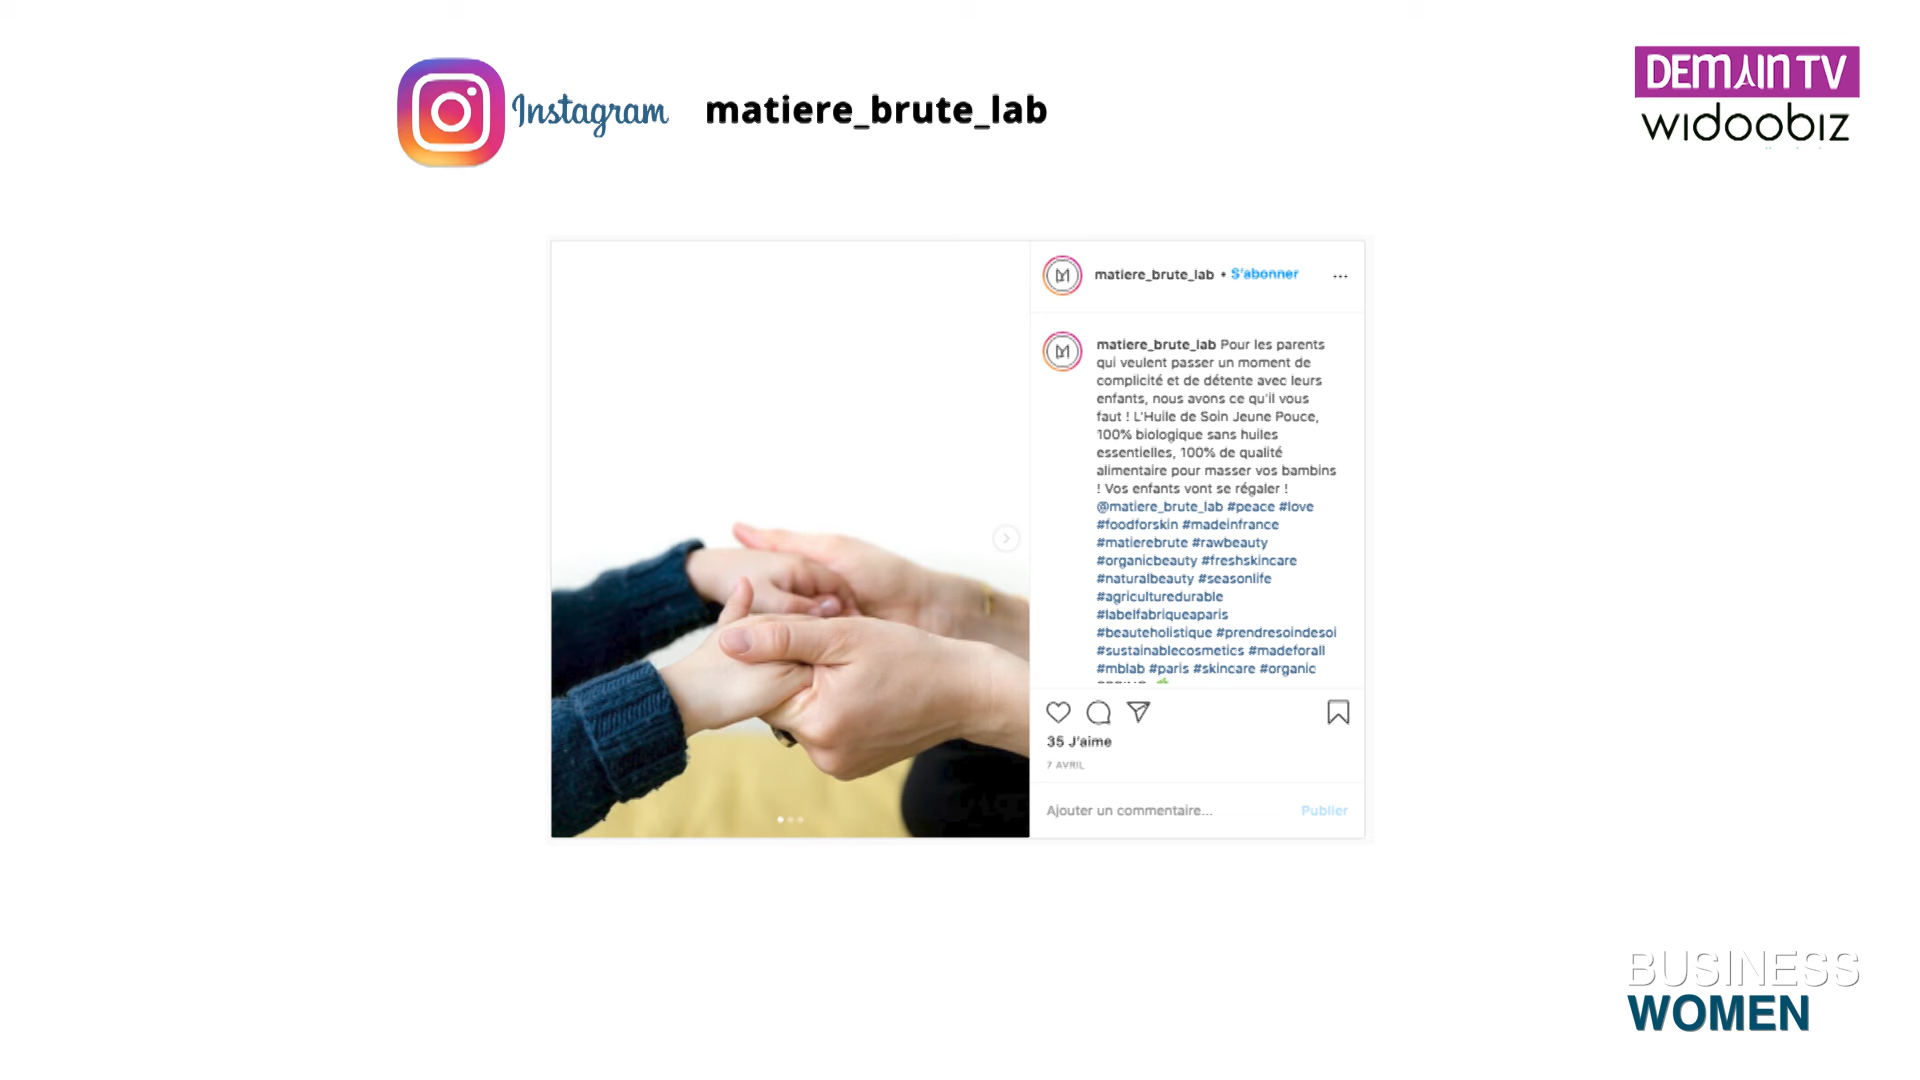 Instagram matiere_brute_lab
DEMAIN TV
WIDOOBIZ
matiere_brute_lab • S'abonner
matiere_brute_lab Pour les parents
qui veulent passer un moment de
complicité et de détente avec leurs
enfants, nous avons ce qu'il vous
faut ! L'Huile de Soin Jeune Pouce,
100% biologique sans huiles
essentielles, 100% de qualité
alimentaire pour masser vos bambins
! Vos enfants vont se régaler !
@matiere_brute_lab #peace #love
#foodforskin #madeinfrance
#matierebrute #rawbeauty
#organicbeauty #freshskincare
#naturalbeauty #seasonlife
#agriculturedurable
#labelfabriqueaparis
#beauteholistique #prendresoindesoi
#sustainablecosmetics #madeforall
#mblab #paris #skincare #organic
35 J'aime
7 AVRIL
Ajouter un commentaire... Publier
BUSINESS
WOMEN